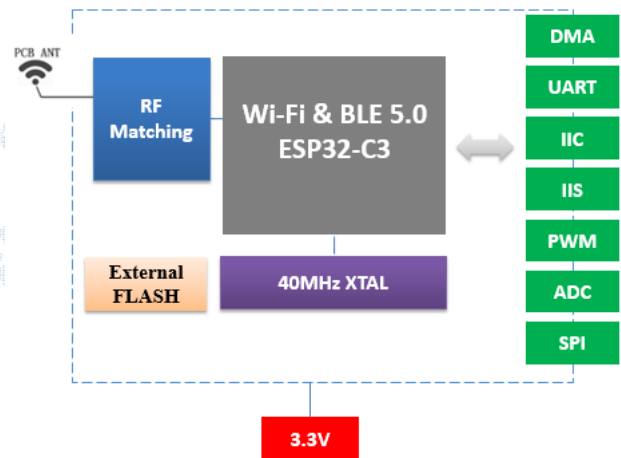 PCB ANT
RF
Matching
Wi-Fi & BLE 5.0
ESP32-C3
External
FLASH
40MHz XTAL
DMA
UART
IIC
IIS
PWM
ADC
SPI
3.3V